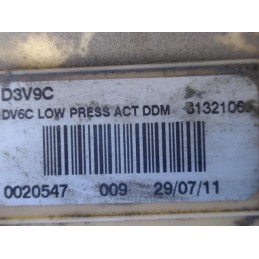 D3V9C
DV6C LOW PRESS ACT DDM
0020547 009 29/07/11